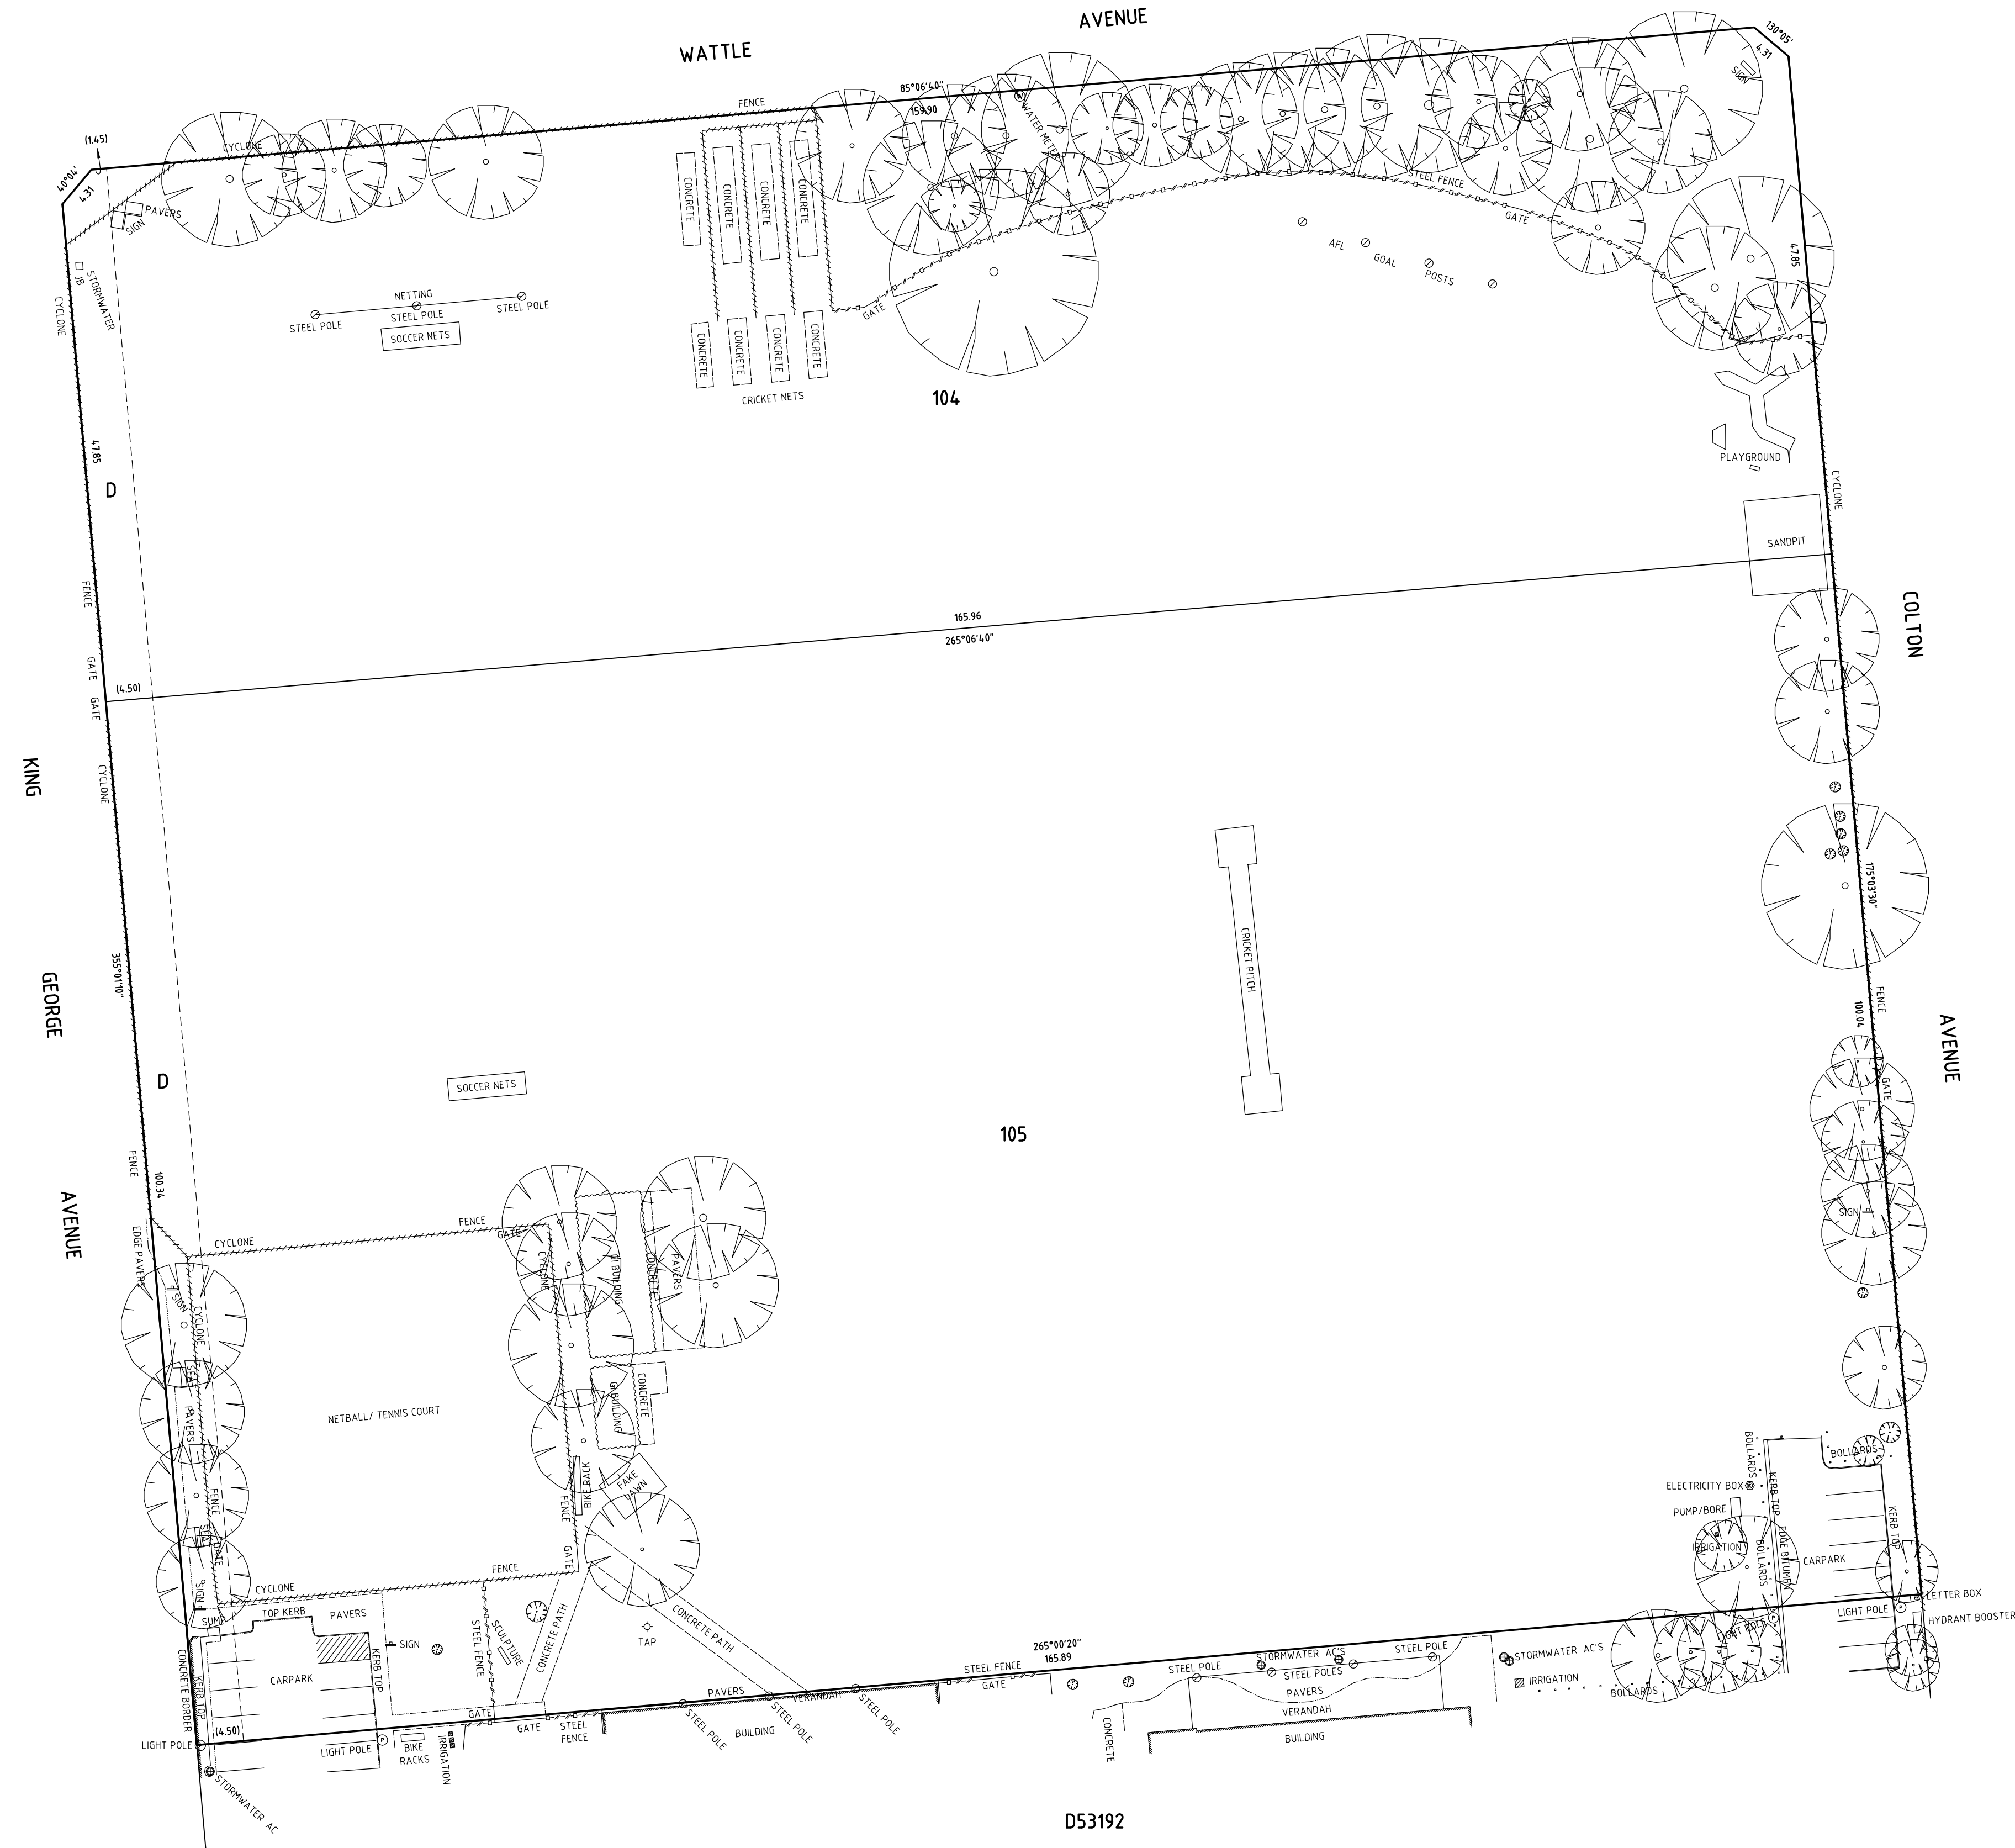 WATTLE
AVENUE
130°05'
4.31
SIGN
85°06'40"
159.90
FENCE
CYCLONE
(1.45)
40°04'
4.31
WATER METER
PAVERS
SIGN
STORMWATER
JB
CYCLONE
NETTING
STEEL POLE
STEEL POLE
STEEL POLE
SOCCER NETS
CONCRETE
CONCRETE
CONCRETE
CONCRETE
CONCRETE
CONCRETE
CONCRETE
CONCRETE
CRICKET NETS
GATE
STEEL FENCE
GATE
AFL
GOAL
POSTS
47.85
104
PLAYGROUND
CYCLONE
SANDPIT
47.85
D
FENCE
GATE
(4.50)
GATE
165.96
265°06'40"
COLTON
AVENUE
KING
GEORGE
AVENUE
CYCLONE
355°01'10"
D
FENCE
100.34
EDGE PAVERS
SOCCER NETS
CRICKET PITCH
105
175°03'30"
FENCE
100.04
GATE
SIGN
CYCLONE
FENCE
GATE
CYCLONE
GI BUILDING
CONCRETE
PAVERS
SIGN
CYCLONE
SEAT
PAVERS
NETBALL/ TENNIS COURT
GI BUILDING
CONCRETE
BIKE RACK
FAKE
LAWN
FENCE
FENCE
SEAT
GATE
GATE
SIGN
CYCLONE
FENCE
SUMP
TOP KERB
PAVERS
SIGN
STEEL FENCE
SCULPTURE
CONCRETE PATH
CONCRETE PATH
TAP
CONCRETE BORDER
KERB TOP
CARPARK
KERB TOP
(4.50)
LIGHT POLE
LIGHT POLE
BIKE
RACKS
IRRIGATION
GATE
GATE
STEEL
FENCE
STORMWATER AC
PAVERS
VERANDAH
STEEL POLE
STEEL POLE
STEEL POLE
BUILDING
STEEL FENCE
GATE
265°00'20"
165.89
CONCRETE
STEEL POLE
STORMWATER AC'S
STEEL POLES
STEEL POLE
PAVERS
VERANDAH
BUILDING
STORMWATER AC'S
IRRIGATION
BOLLARDS
LIGHT POLE
BOLLARDS
BOLLARDS
ELECTRICITY BOX
PUMP/BORE
IRRIGATION
KERB TOP
EDGE BITUMEN
BOLLARDS
CARPARK
KERB TOP
LIGHT POLE
LETTER BOX
HYDRANT BOOSTER
D53192